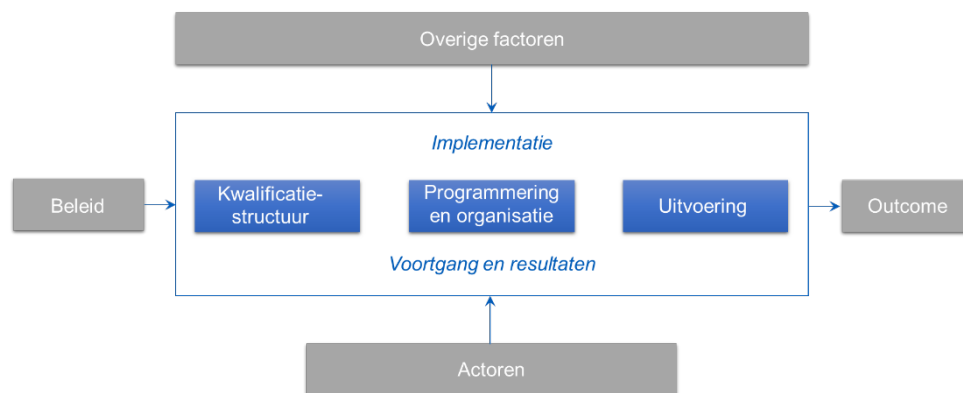 Overige factoren
Implementatie
Beleid
Kwalificatie-
structuur
Programmering
en organisatie
Uitvoering
Outcome
Voortgang en resultaten
Actoren